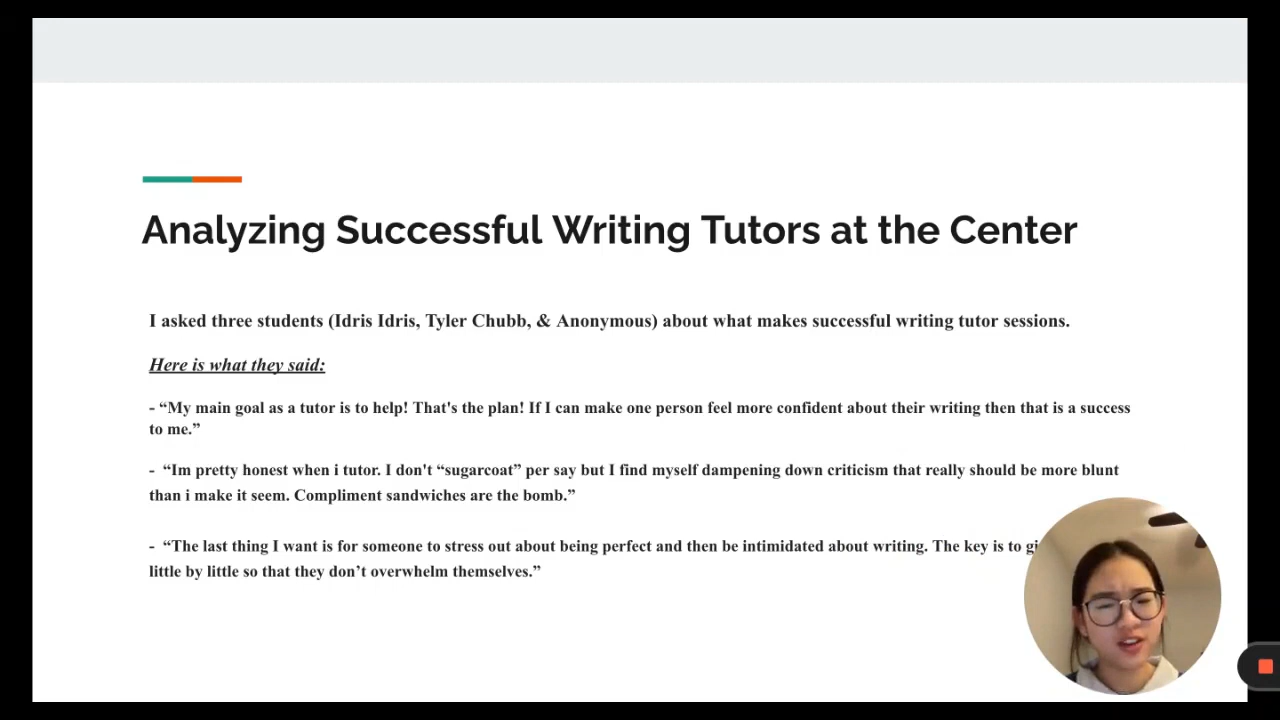 Analyzing Successful Writing Tutors at the Center
I asked three students (Idris Idris, Tyler Chubb, & Anonymous) about what makes successful writing tutor sessions.
Here is what they said:
- “My main goal as a tutor is to help! That's the plan! If I can make one person feel more confident about their writing then that is a success
to me.”
- “Im pretty honest when i tutor. I don't “sugarcoat” per say but I find myself dampening down criticism that really should be more blunt
than i make it seem. Compliment sandwiches are the bomb.”
- “The last thing I want is for someone to stress out about being perfect and then be intimidated about writing. The key is to
little by little so that they don’t overwhelm themselves.”